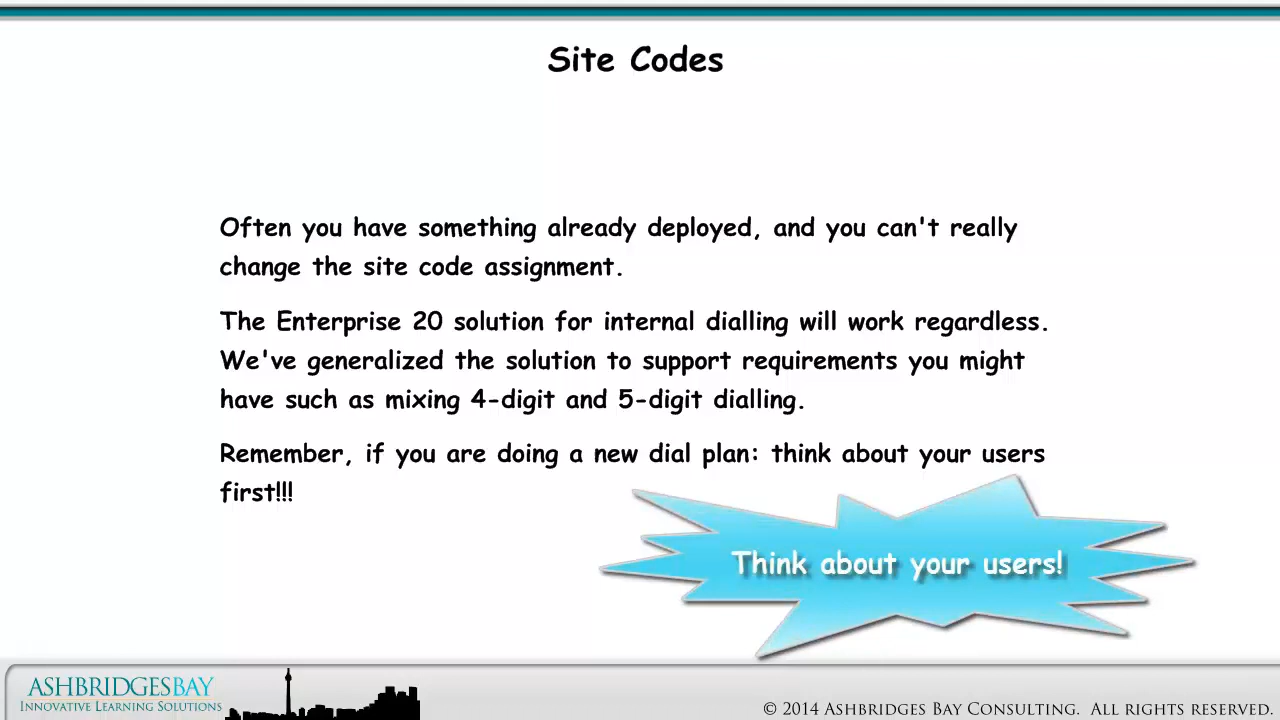 Site Codes
Often you have something already deployed, and you can't really
change the site code assignment.
The Enterprise 20 solution for internal dialling will work regardless.
We've generalized the solution to support requirements you might
have such as mixing 4-digit and 5-digit dialling.
Remember, if you are doing a new dial plan: think about your users
first!!!
Think about your users!
ASHBRIDGESBAY
INNOVATIVE LEARNING SOLUTIONS
© 2014 ASHBRIDGES BAY CONSULTING. ALL RIGHTS RESERVED.